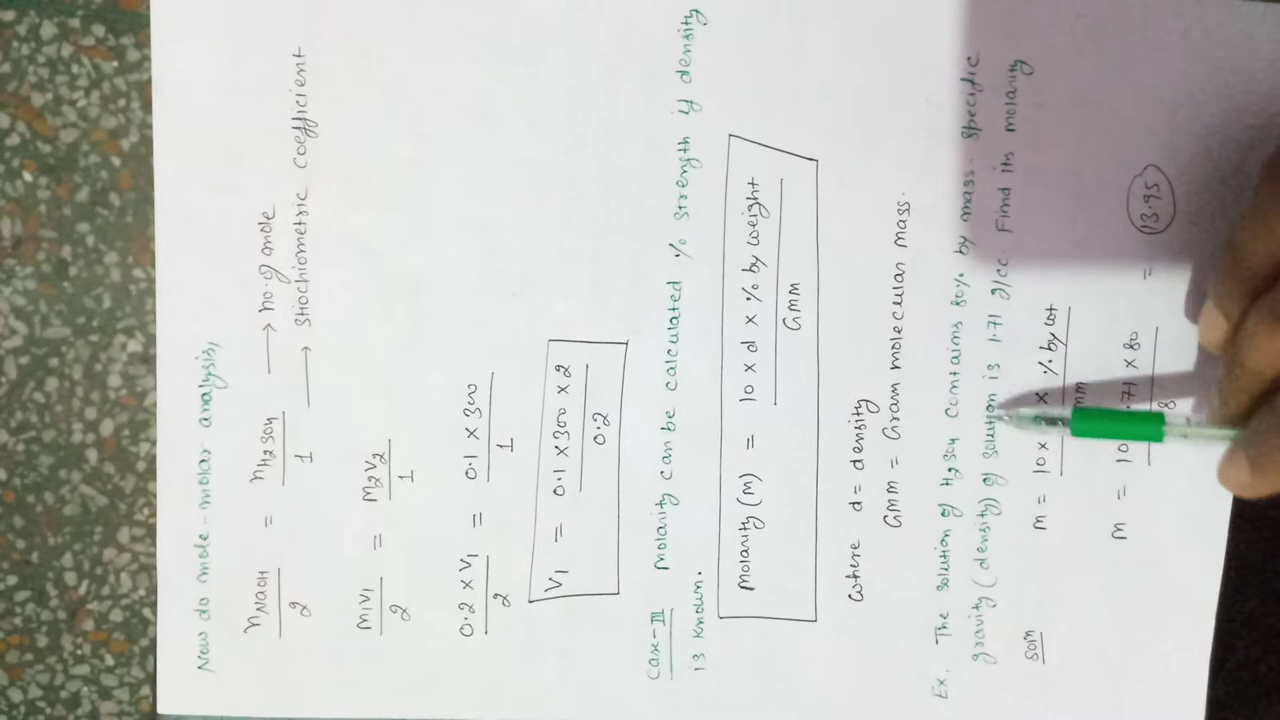 Now do mole-molar analysis,
nNaOH / 2 = nH2SO4 / 1 → no. of mole
→ Stiochiometric coefficient
M1V1 / 2 = M2V2 / 1
0.2 × V1 / 2 = 0.1 × 300 / 1
V1 = 0.1 × 300 × 2 / 0.2
Case-III Molarity can be calculated % strength if density
is known.
Molarity (M) = 10 × d × % by weight / GMM
where d = density
GMM = Gram molecular mass.
Ex. The solution of H2SO4 contains 80% by mass. Specific
gravity (density) of solution is 1.71 g/cc. Find its molarity
Soln M = 10 × × % by wt / mm
M = 10 .71 × 80 / 8 = 13.95